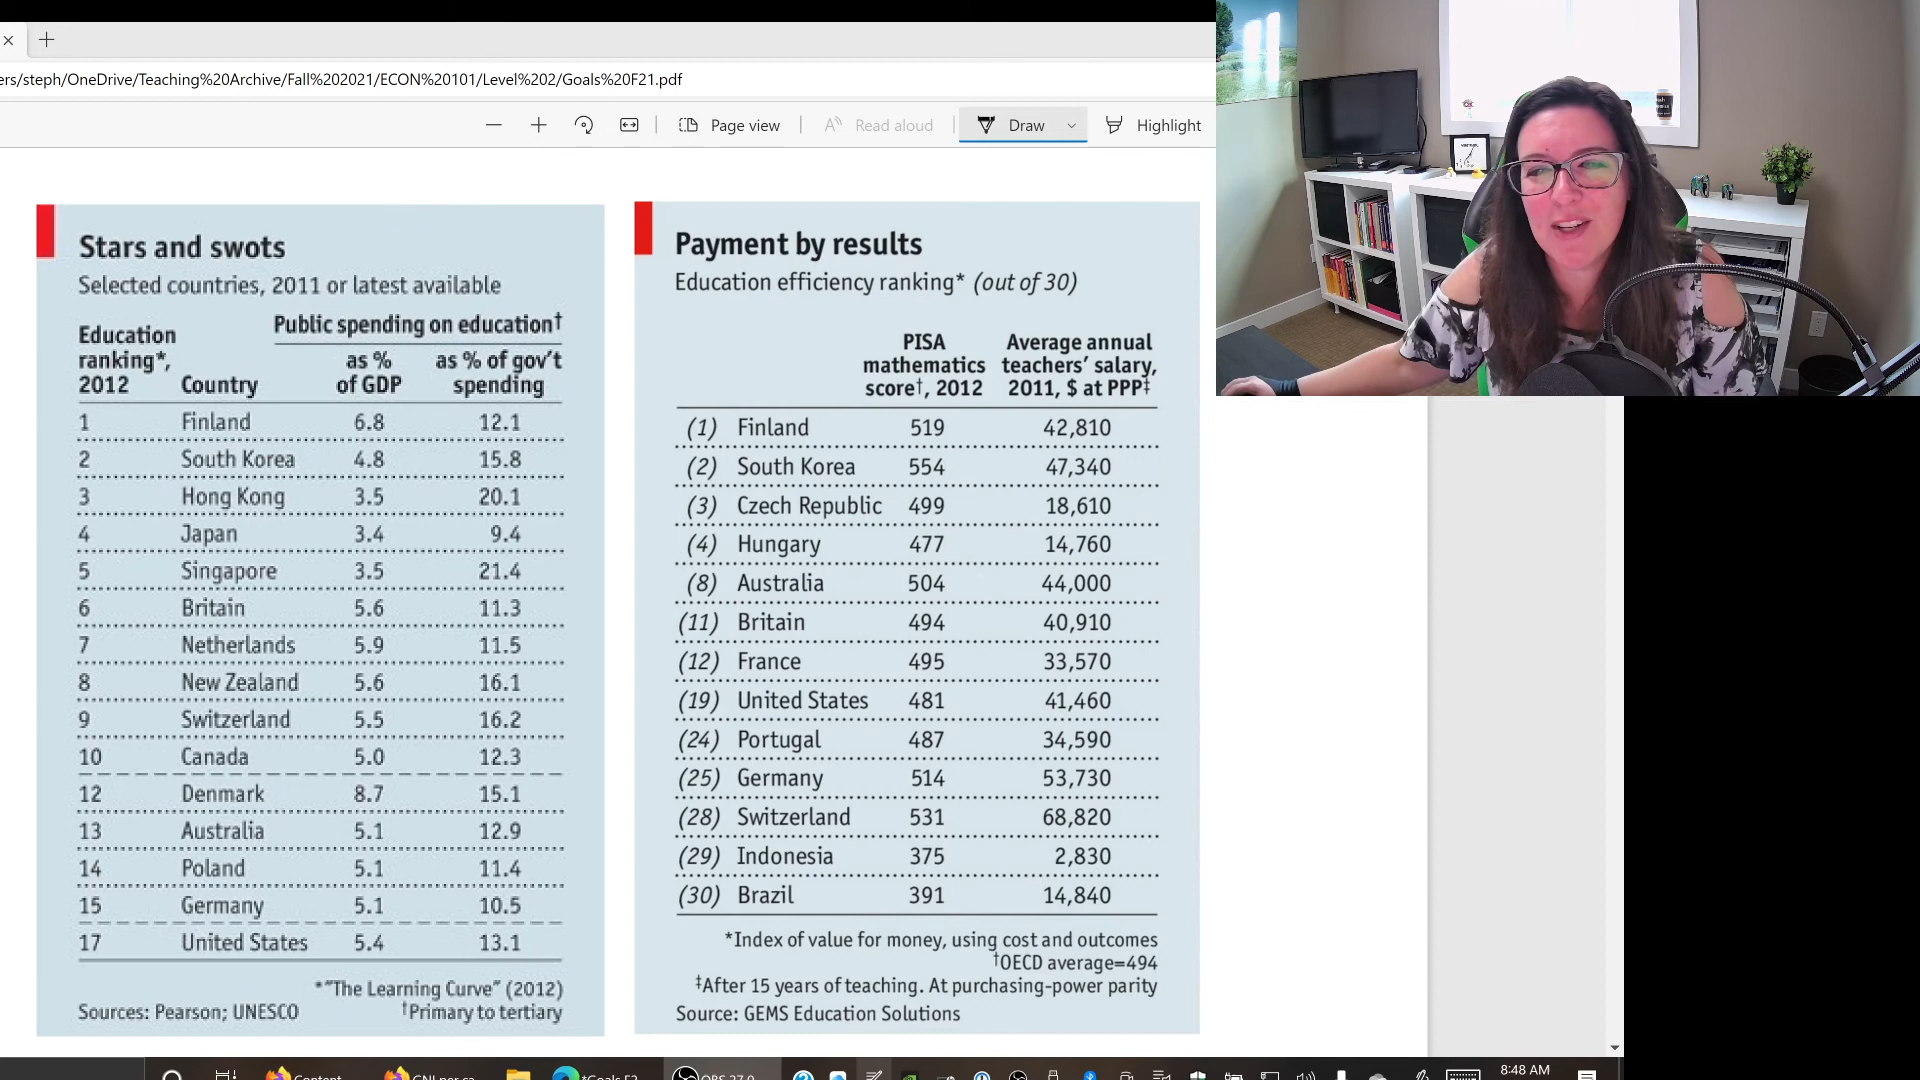 ers/steph/OneDrive/Teaching%20Archive/Fall%202021/ECON%20101/Level%202/Goals%20F21.pdf
Page view
Read aloud
Draw
Highlight
Stars and swots
Selected countries, 2011 or latest available
Education ranking*, 2012 Country Public spending on education†
as % of GDP as % of gov't spending
1 Finland 6.8 12.1
2 South Korea 4.8 15.8
3 Hong Kong 3.5 20.1
4 Japan 3.4 9.4
5 Singapore 3.5 21.4
6 Britain 5.6 11.3
7 Netherlands 5.9 11.5
8 New Zealand 5.6 16.1
9 Switzerland 5.5 16.2
10 Canada 5.0 12.3
12 Denmark 8.7 15.1
13 Australia 5.1 12.9
14 Poland 5.1 11.4
15 Germany 5.1 10.5
17 United States 5.4 13.1
*"The Learning Curve" (2012)
Sources: Pearson; UNESCO †Primary to tertiary
Payment by results
Education efficiency ranking* (out of 30)
PISA mathematics score†, 2012
Average annual teachers' salary, 2011, $ at PPP‡
(1) Finland 519 42,810
(2) South Korea 554 47,340
(3) Czech Republic 499 18,610
(4) Hungary 477 14,760
(8) Australia 504 44,000
(11) Britain 494 40,910
(12) France 495 33,570
(19) United States 481 41,460
(24) Portugal 487 34,590
(25) Germany 514 53,730
(28) Switzerland 531 68,820
(29) Indonesia 375 2,830
(30) Brazil 391 14,840
*Index of value for money, using cost and outcomes
†OECD average=494
‡After 15 years of teaching. At purchasing-power parity
Source: GEMS Education Solutions
8:48 AM